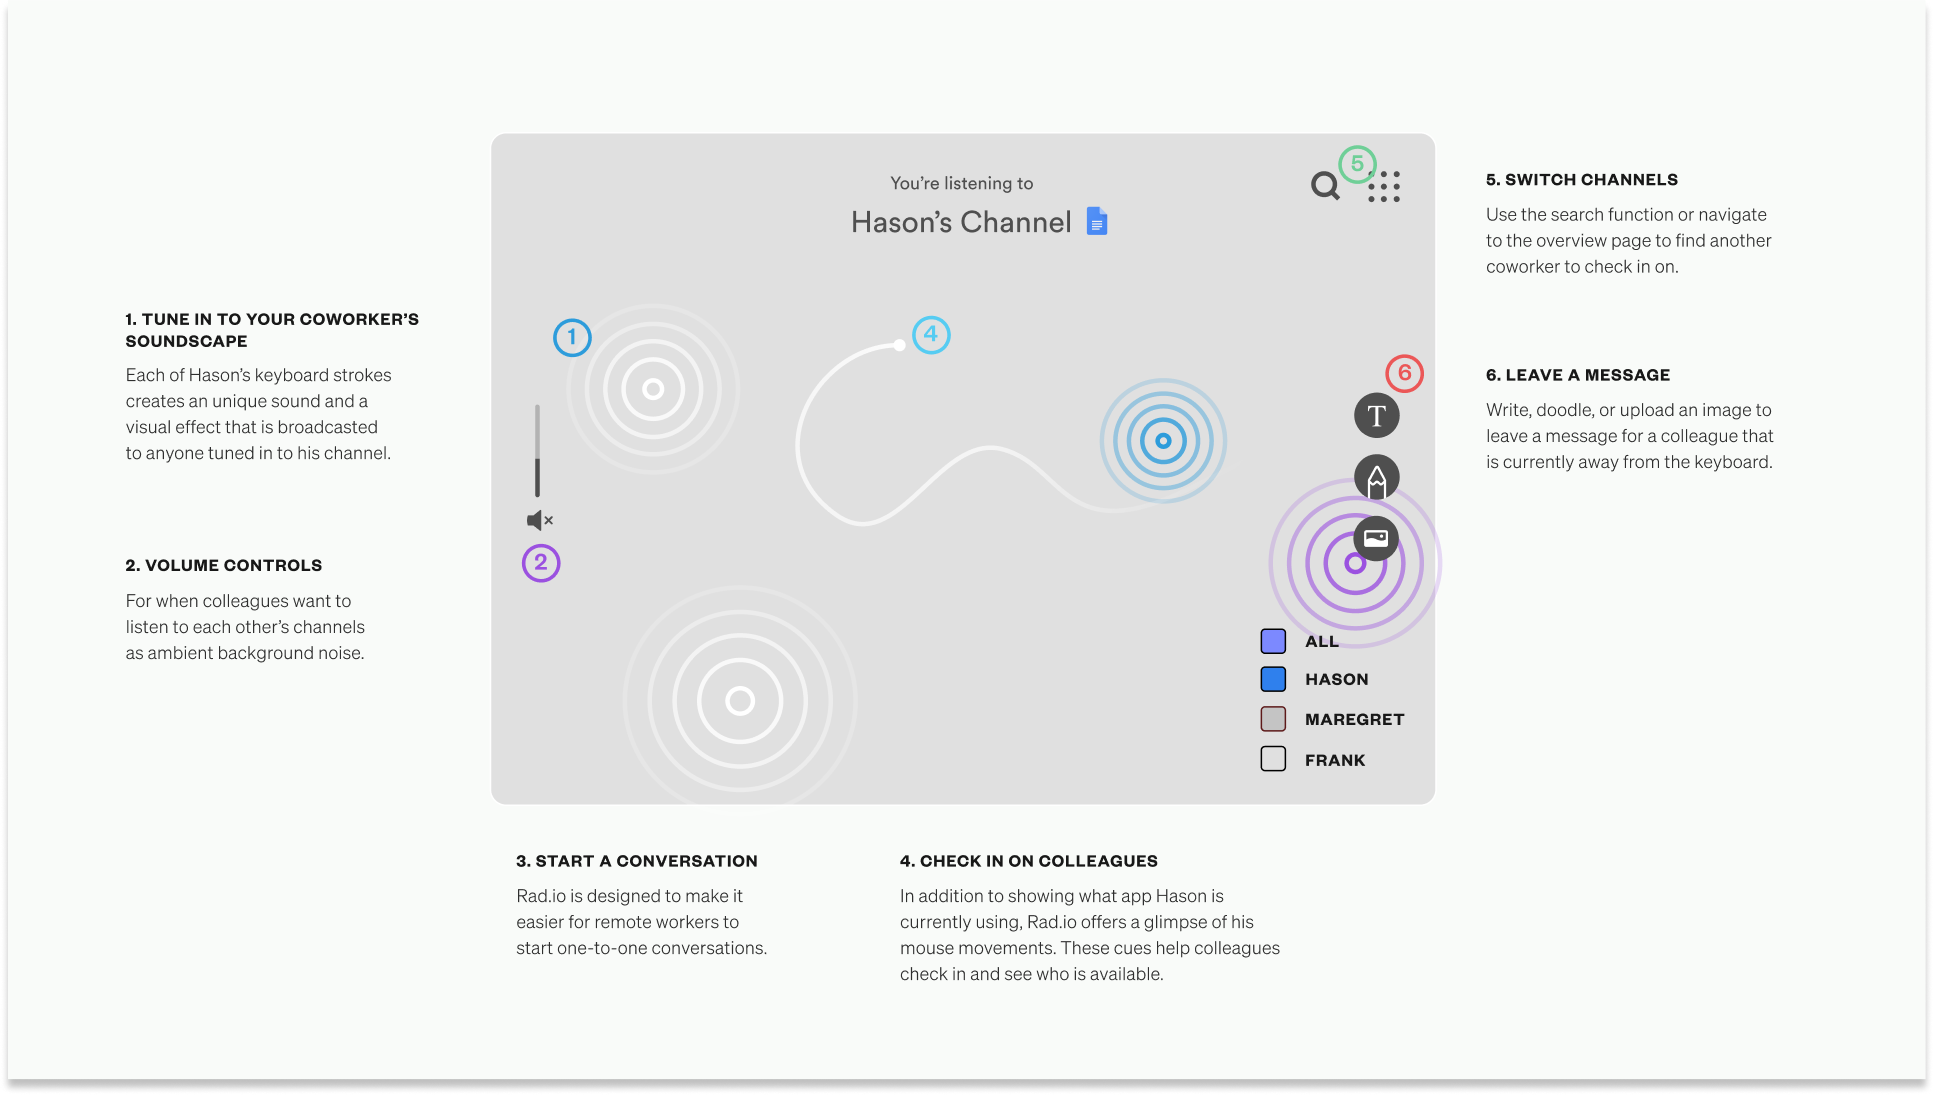 You're listening to
Hason's Channel
1. TUNE IN TO YOUR COWORKER'S
SOUNDSCAPE
Each of Hason's keyboard strokes
creates an unique sound and a
visual effect that is broadcasted
to anyone tuned in to his channel.
2. VOLUME CONTROLS
For when colleagues want to
listen to each other's channels
as ambient background noise.
1
2
4
5
6
T
ALL
HASON
MAREGRET
FRANK
3. START A CONVERSATION
Rad.io is designed to make it
easier for remote workers to
start one-to-one conversations.
4. CHECK IN ON COLLEAGUES
In addition to showing what app Hason is
currently using, Rad.io offers a glimpse of his
mouse movements. These cues help colleagues
check in and see who is available.
5. SWITCH CHANNELS
Use the search function or navigate
to the overview page to find another
coworker to check in on.
6. LEAVE A MESSAGE
Write, doodle, or upload an image to
leave a message for a colleague that
is currently away from the keyboard.